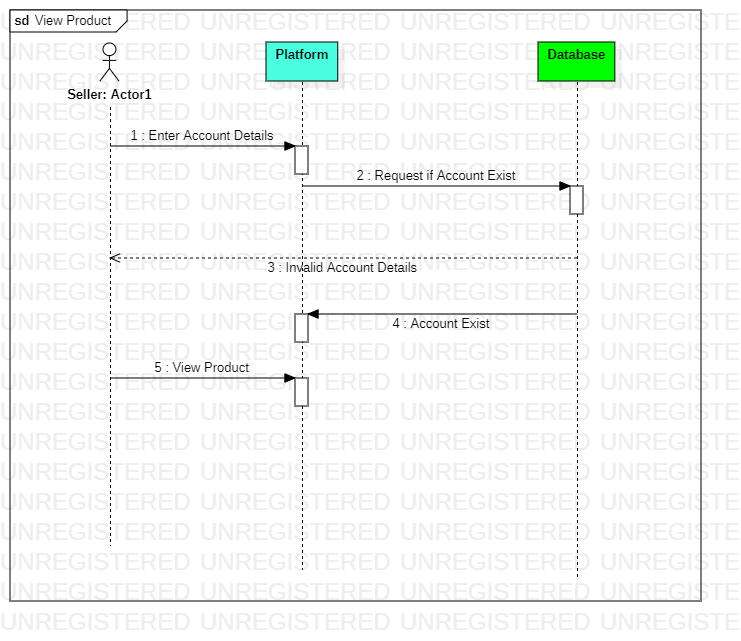 sd View Product
Platform
Database
Seller: Actor1
1 : Enter Account Details
2 : Request if Account Exist
3 : Invalid Account Details
4 : Account Exist
5 : View Product
UNREGISTERED UNREGISTERED UNREGISTERED UNREGISTERED